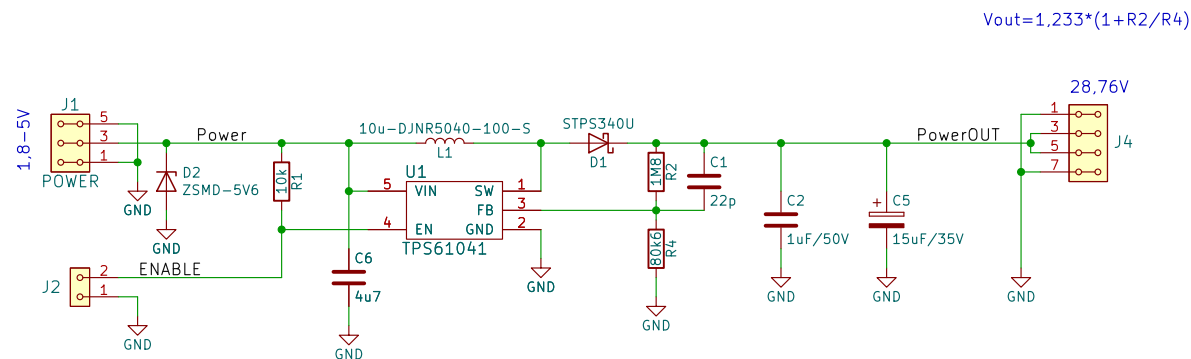 Vout=1,233*(1+R2/R4)
28,76V
1,8-5V
J1
5
3
1
POWER
Power
D2
ZSMD-5V6
GND
GND
10k
R1
10u-DJNR5040-100-S
L1
STPS340U
D1
U1
5
VIN
SW
1
FB
3
4
EN
GND
2
TPS61041
GND
1M8
R2
C1
22p
80k6
R4
GND
C2
1uF/50V
GND
+
C5
15uF/35V
GND
PowerOUT
1
3
5
7
J4
GND
J2
2
1
ENABLE
GND
C6
4u7
GND